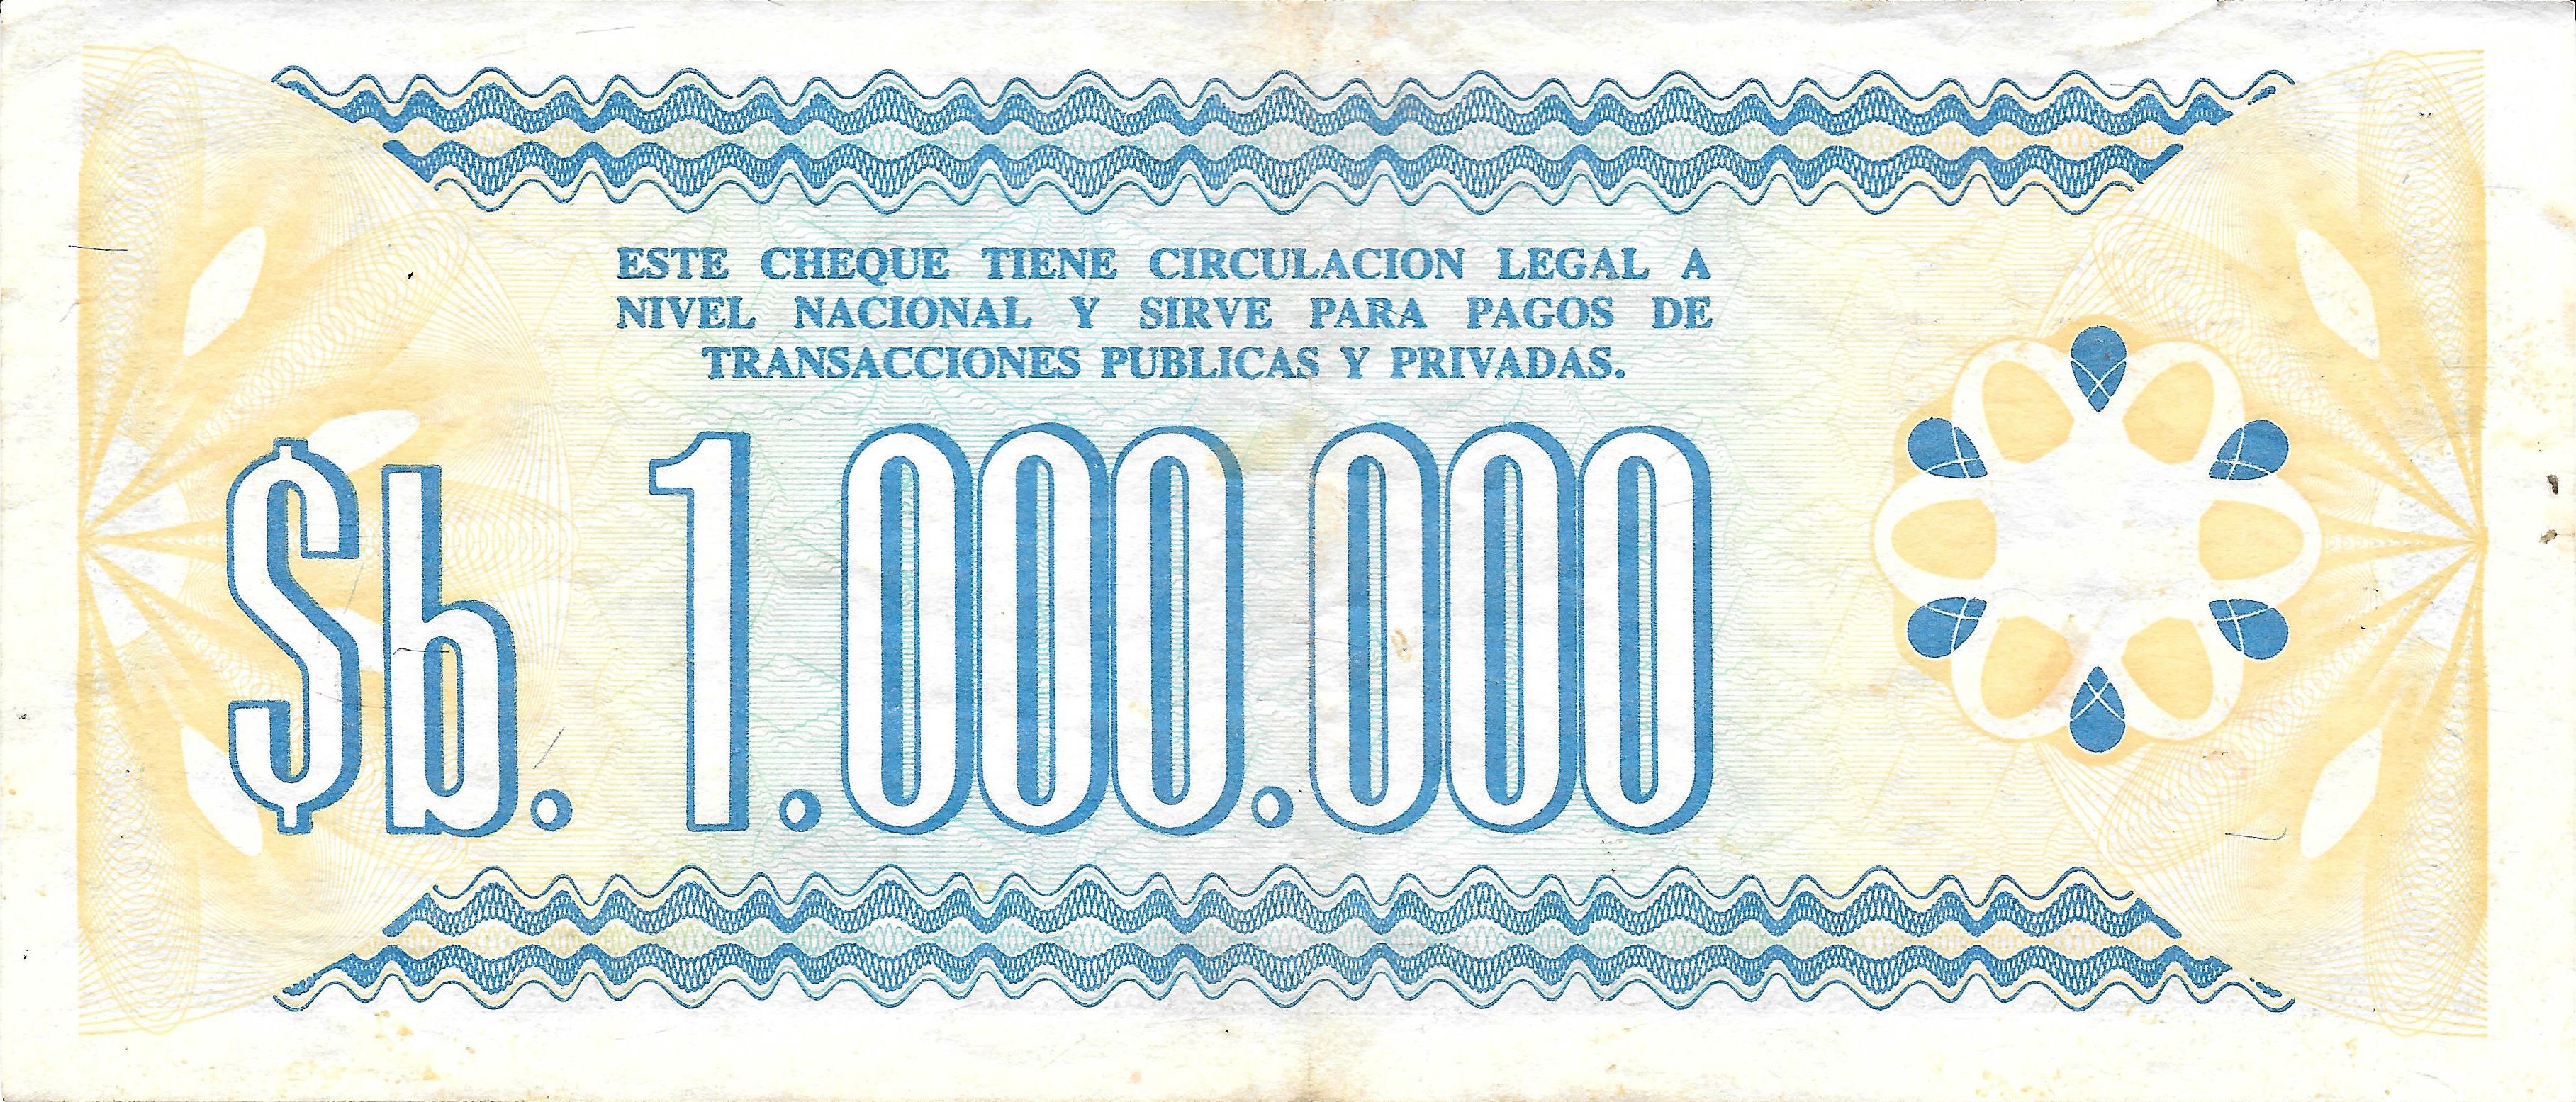 ESTE CHEQUE TIENE CIRCULACION LEGAL A
NIVEL NACIONAL Y SIRVE PARA PAGOS DE
TRANSACCIONES PUBLICAS Y PRIVADAS.
$b. 1.000.000